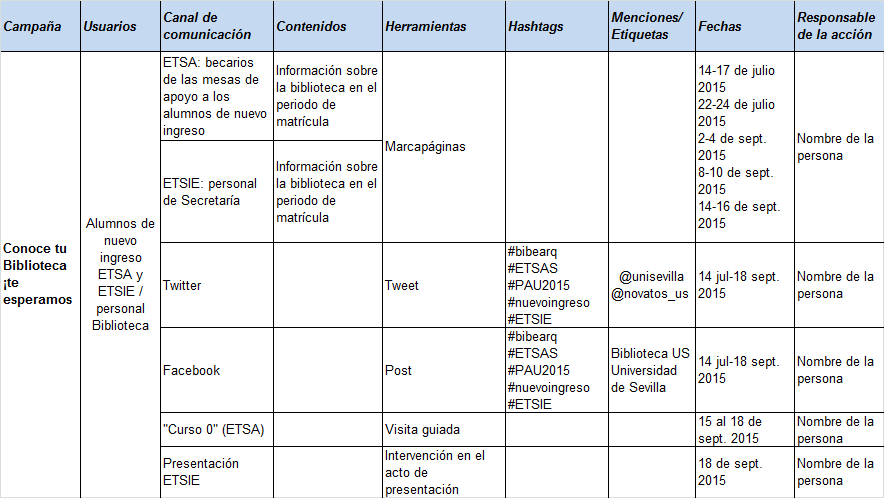 Campaña
Usuarios
Canal de
comunicación
Contenidos
Herramientas
Hashtags
Menciones/
Etiquetas
Fechas
Responsable
de la acción
Conoce tu
Biblioteca
¡te
esperamos
Alumnos de
nuevo
ingreso
ETSA y
ETSIE /
personal
Biblioteca
ETSA: becarios
de las mesas de
apoyo a los
alumnos de nuevo
ingreso
Información sobre
la biblioteca en el
periodo de
matrícula
Marcapáginas
14-17 de julio
2015
22-24 de julio
2015
2-4 de sept.
2015
8-10 de sept.
2015
14-16 de sept.
2015
Nombre de la
persona
ETSIE: personal
de Secretaría
Información sobre
la biblioteca en el
periodo de
matrícula
Twitter
Tweet
#bibearq
#ETSAS
#PAU2015
#nuevoingreso
#ETSIE
@unisevilla
@novatos_us
14 jul-18 sept.
2015
Nombre de la
persona
Facebook
Post
#bibearq
#ETSAS
#PAU2015
#nuevoingreso
#ETSIE
Biblioteca US
Universidad
de Sevilla
14 jul-18 sept.
2015
Nombre de la
persona
"Curso 0" (ETSA)
Visita guiada
15 al 18 de
sept. 2015
Nombre de la
persona
Presentación
ETSIE
Intervención en el
acto de
presentación
18 de sept.
2015
Nombre de la
persona